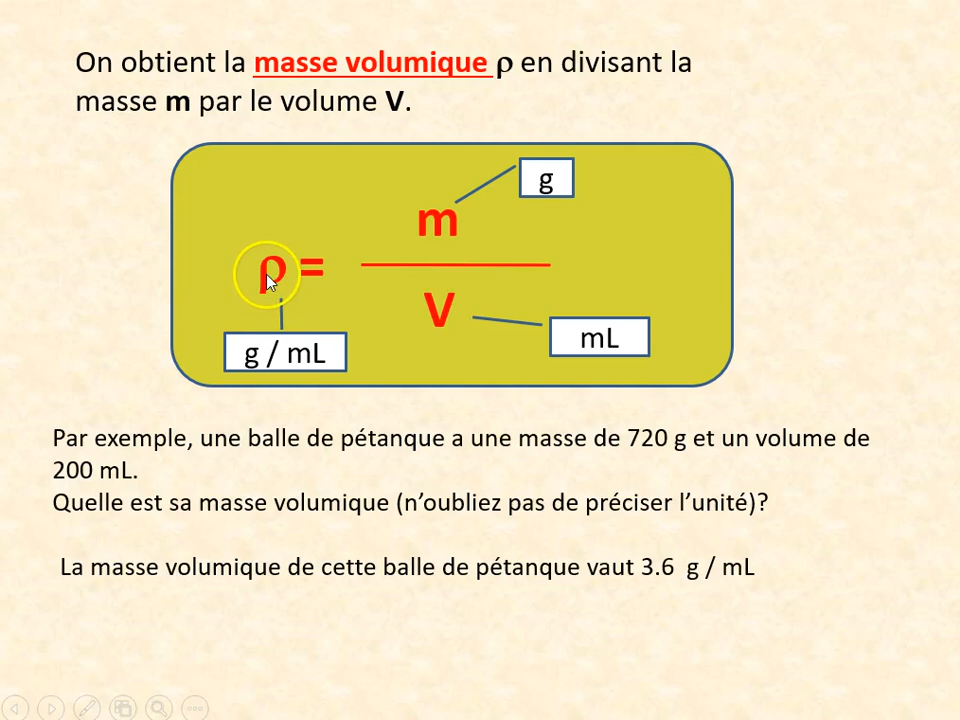 On obtient la masse volumique ρ en divisant la
masse m par le volume V.
g
m
ρ =
V
mL
g / mL
Par exemple, une balle de pétanque a une masse de 720 g et un volume de
200 mL.
Quelle est sa masse volumique (n’oubliez pas de préciser l’unité)?
La masse volumique de cette balle de pétanque vaut 3.6 g / mL